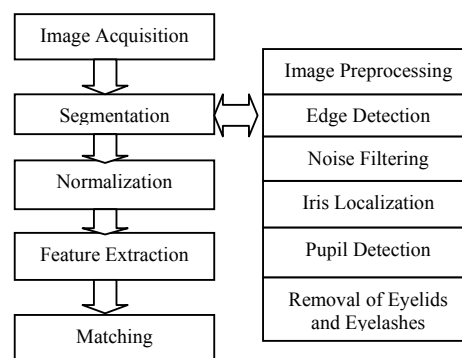 Image Acquisition
Segmentation
Normalization
Feature Extraction
Matching
Image Preprocessing
Edge Detection
Noise Filtering
Iris Localization
Pupil Detection
Removal of Eyelids
and Eyelashes